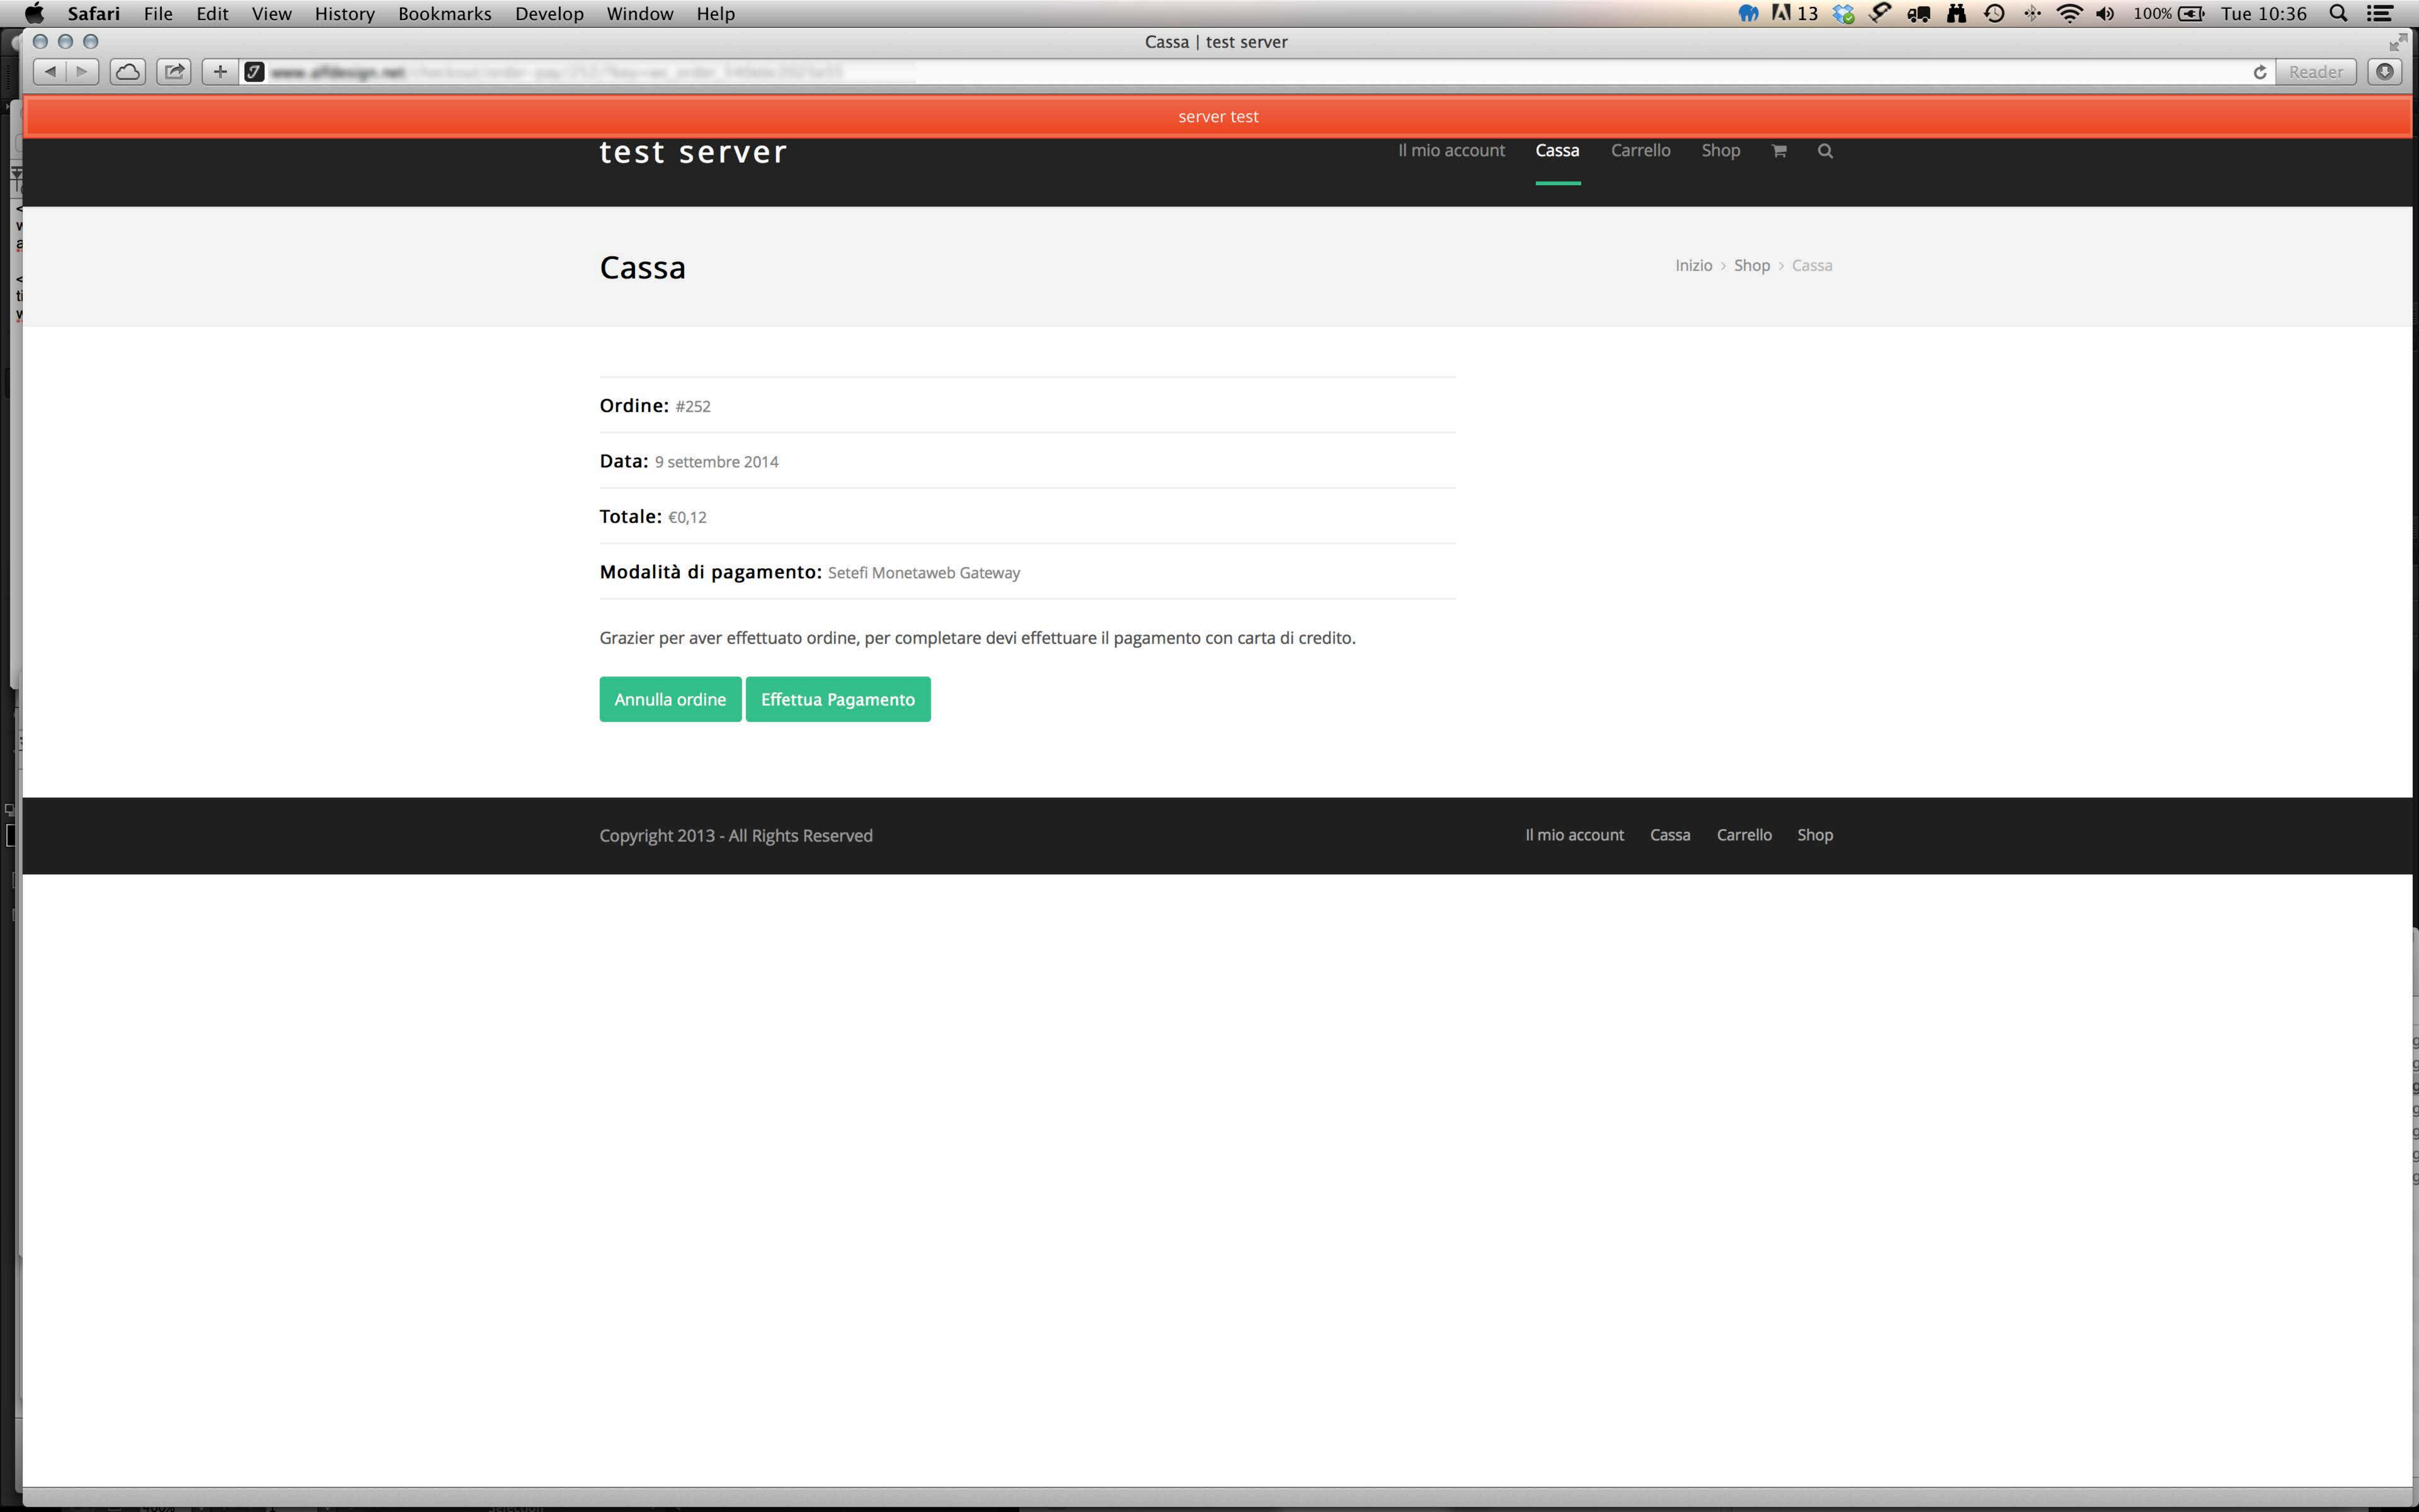 Safari File Edit View History Bookmarks Develop Window Help 13 100% Tue 10:36
Cassa | test server
Reader
server test
test server Il mio account Cassa Carrello Shop
Cassa Inizio › Shop › Cassa
Ordine: #252
Data: 9 settembre 2014
Totale: €0,12
Modalità di pagamento: Setefi Monetaweb Gateway
Grazier per aver effettuato ordine, per completare devi effettuare il pagamento con carta di credito.
Annulla ordine Effettua Pagamento
Copyright 2013 - All Rights Reserved Il mio account Cassa Carrello Shop